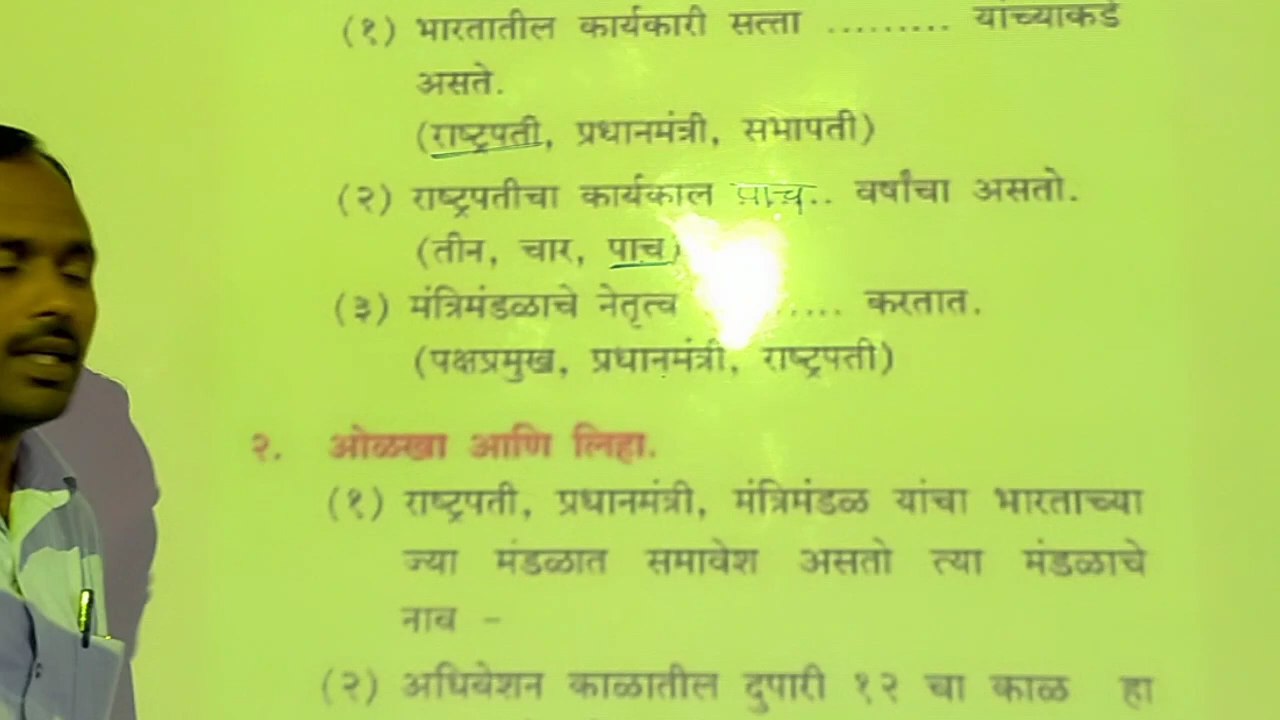 (१) भारतातील कार्यकारी सत्ता ......... यांच्याकडे
असते.
(राष्ट्रपती, प्रधानमंत्री, सभापती)
(२) राष्ट्रपतीचा कार्यकाल पाच.. वर्षांचा असतो.
(तीन, चार, पाच)
(३) मंत्रिमंडळाचे नेतृत्व ..... करतात.
(पक्षप्रमुख, प्रधानमंत्री, राष्ट्रपती)
२. ओळखा आणि लिहा.
(१) राष्ट्रपती, प्रधानमंत्री, मंत्रिमंडळ यांचा भारताच्या
ज्या मंडळात समावेश असतो त्या मंडळाचे
नाव -
(२) अधिवेशन काळातील दुपारी १२ चा काळ हा